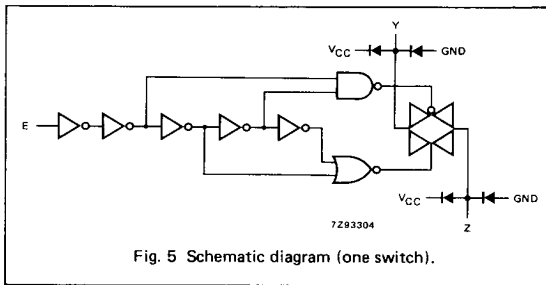 Y
VCC
GND
E
VCC
GND
7Z93304
Z
Fig. 5 Schematic diagram (one switch).